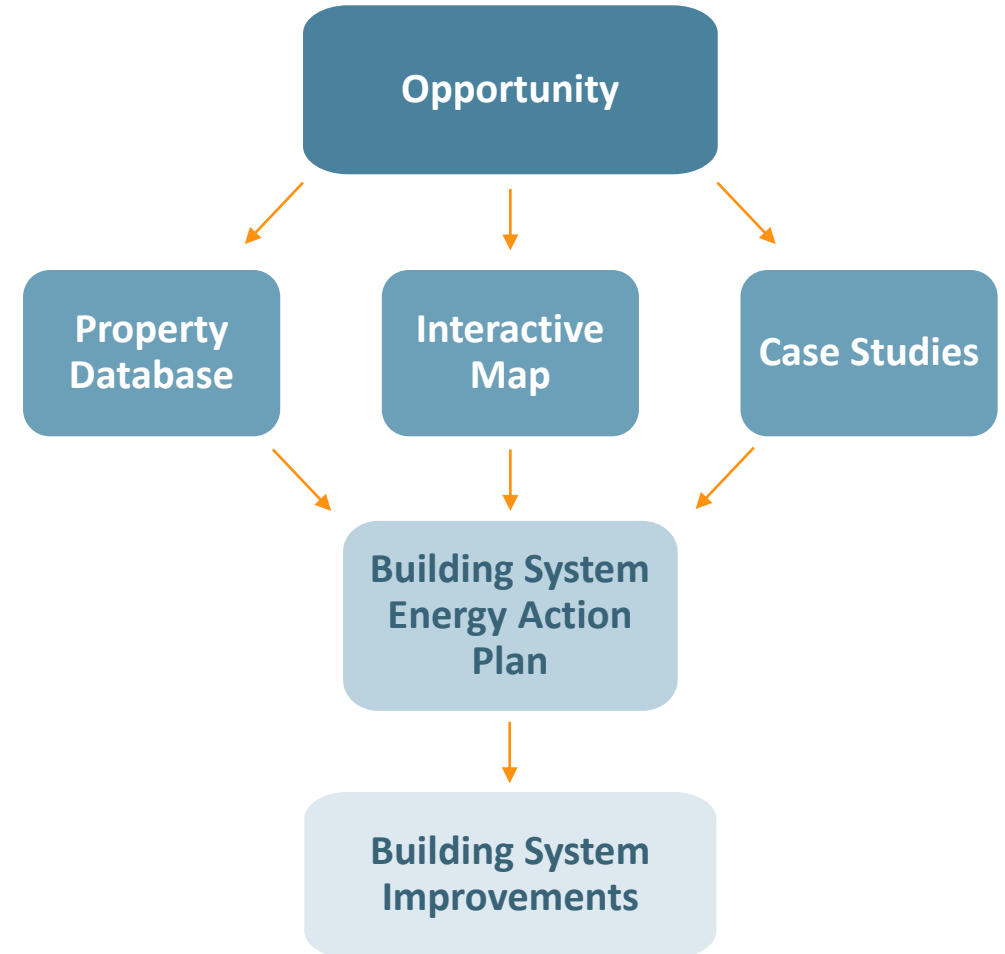 Opportunity
Property
Database
Interactive
Map
Case Studies
Building System
Energy Action
Plan
Building System
Improvements